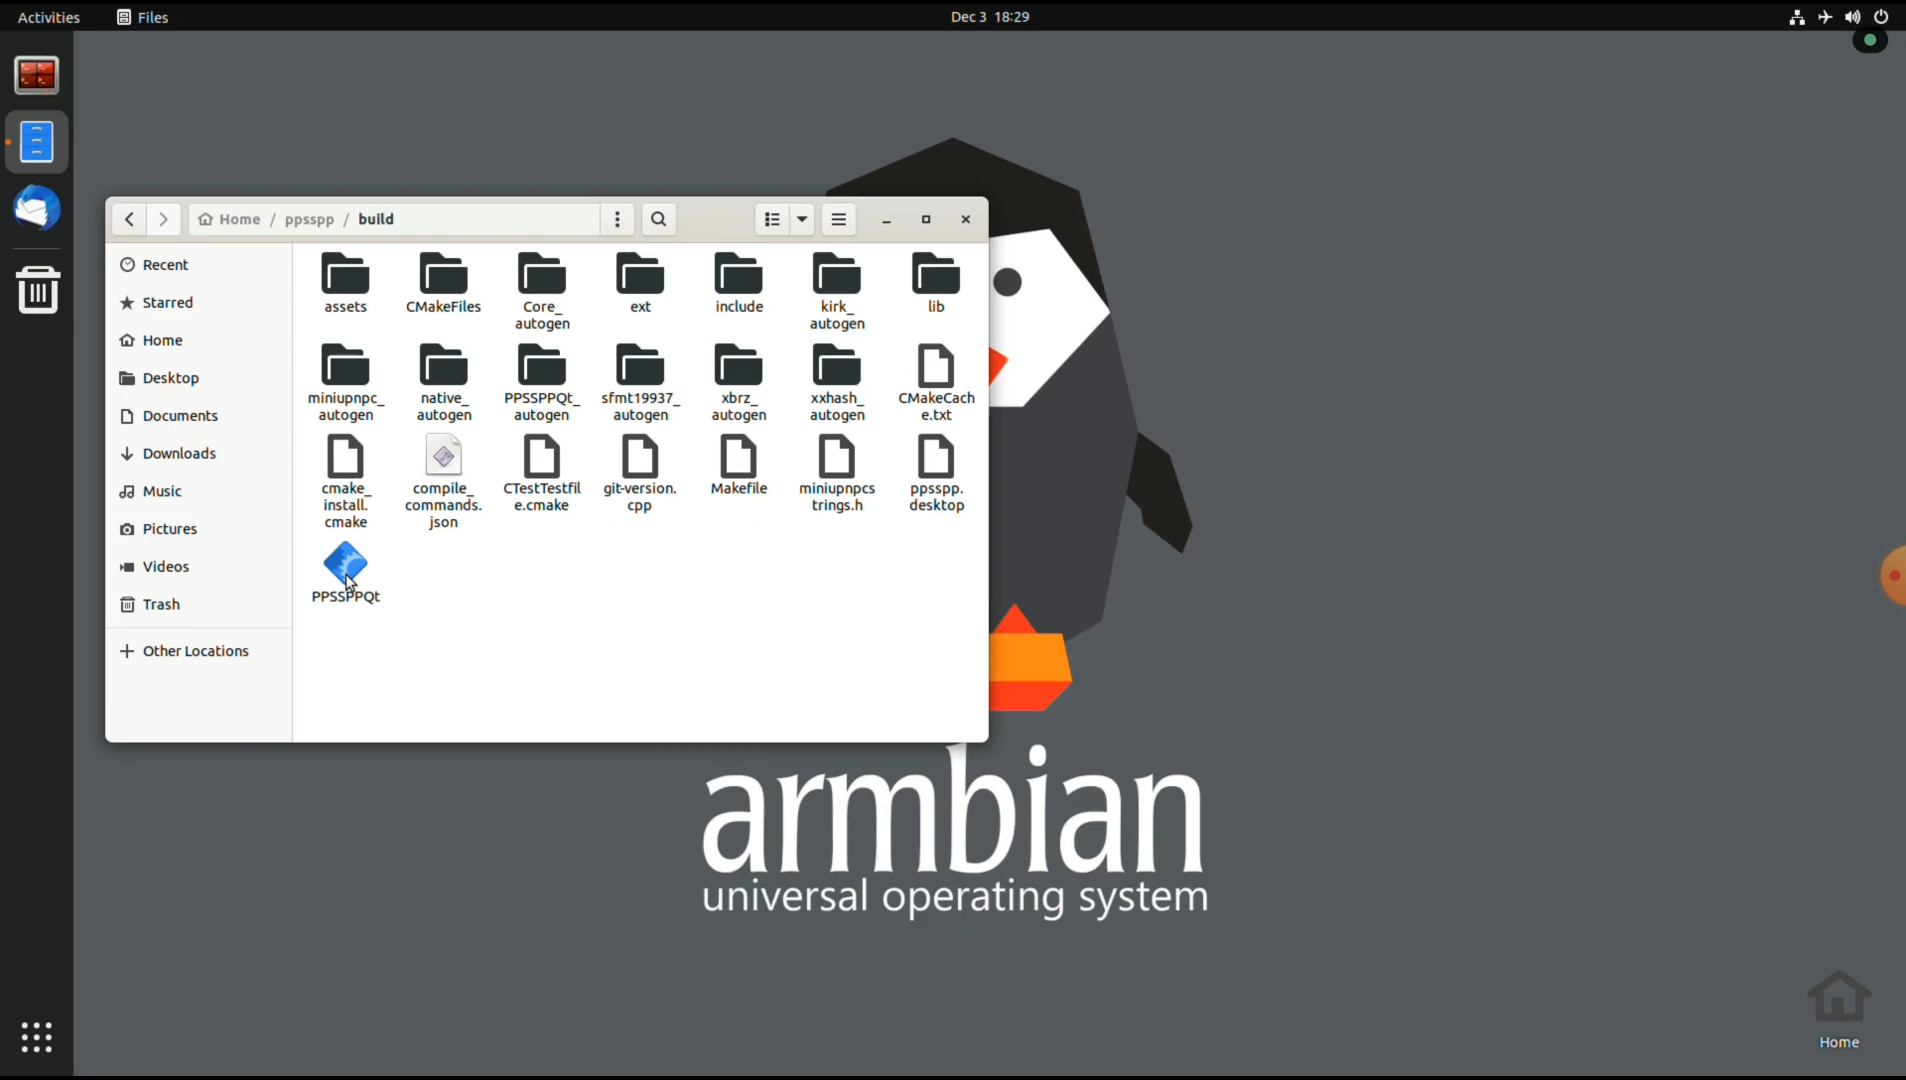 Activities
Files
Dec 3 18:29
Home / ppsspp / build
Recent
Starred
Home
Desktop
Documents
Downloads
Music
Pictures
Videos
Trash
Other Locations
assets
CMakeFiles
Core_
autogen
ext
include
kirk_
autogen
lib
miniupnpc_
autogen
native_
autogen
PPSSPPQt_
autogen
sfmt19937_
autogen
xbrz_
autogen
xxhash_
autogen
CMakeCach
e.txt
cmake_
install.
cmake
compile_
commands.
json
CTestTestfil
e.cmake
git-version.
cpp
Makefile
miniupnpcs
trings.h
ppsspp.
desktop
PPSSPPQt
armbian
universal operating system
Home